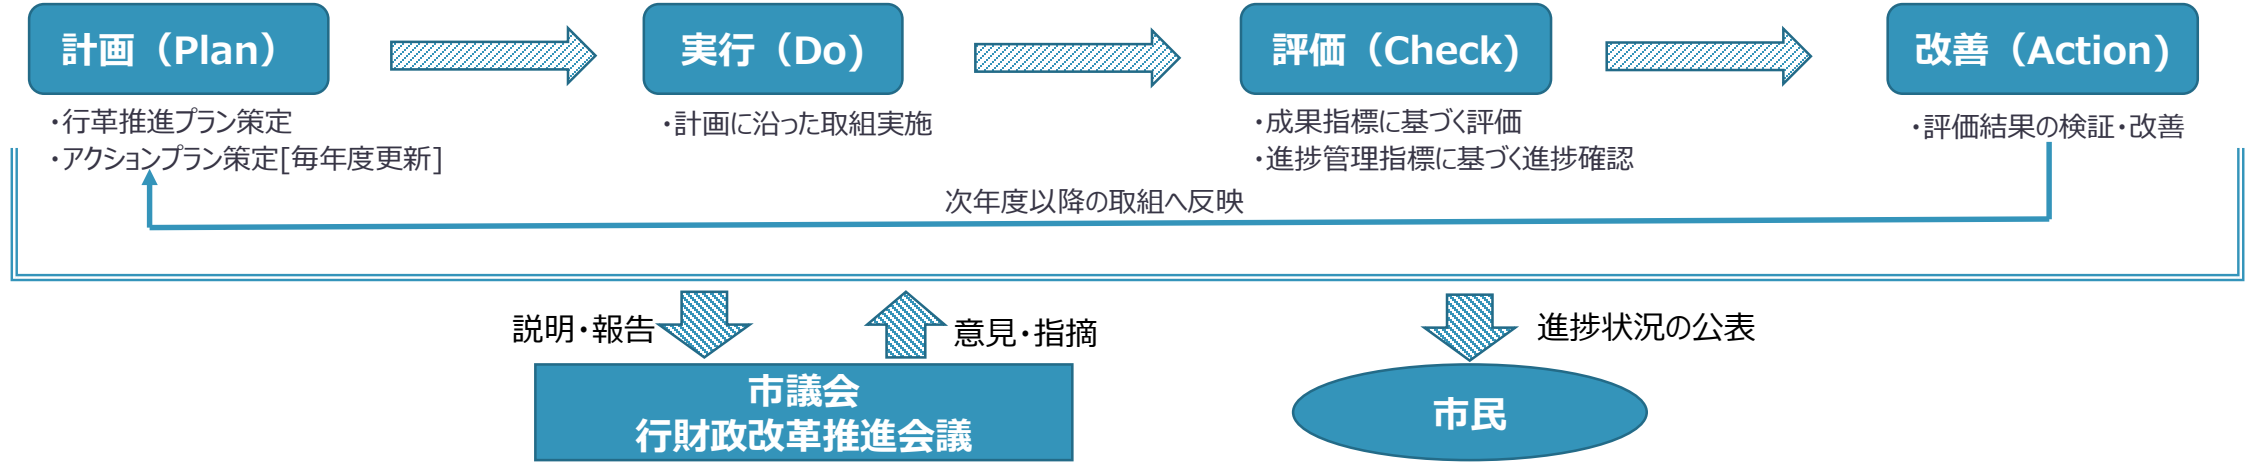 計画（Plan）
実行（Do)
評価（Check)
改善（Action)
・行革推進プラン策定
・アクションプラン策定[毎年度更新]
・計画に沿った取組実施
・成果指標に基づく評価
・進捗管理指標に基づく進捗確認
・評価結果の検証・改善
次年度以降の取組へ反映
説明・報告
意見・指摘
進捗状況の公表
市議会
行財政改革推進会議
市民